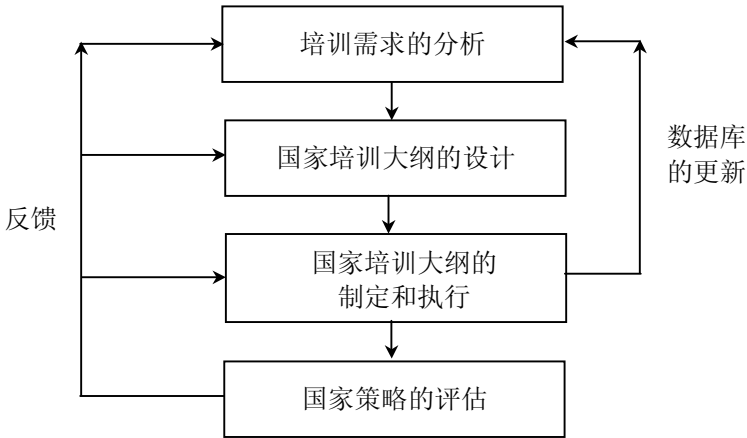 培训需求的分析
国家培训大纲的设计
数据库
的更新
反馈
国家培训大纲的
制定和执行
国家策略的评估